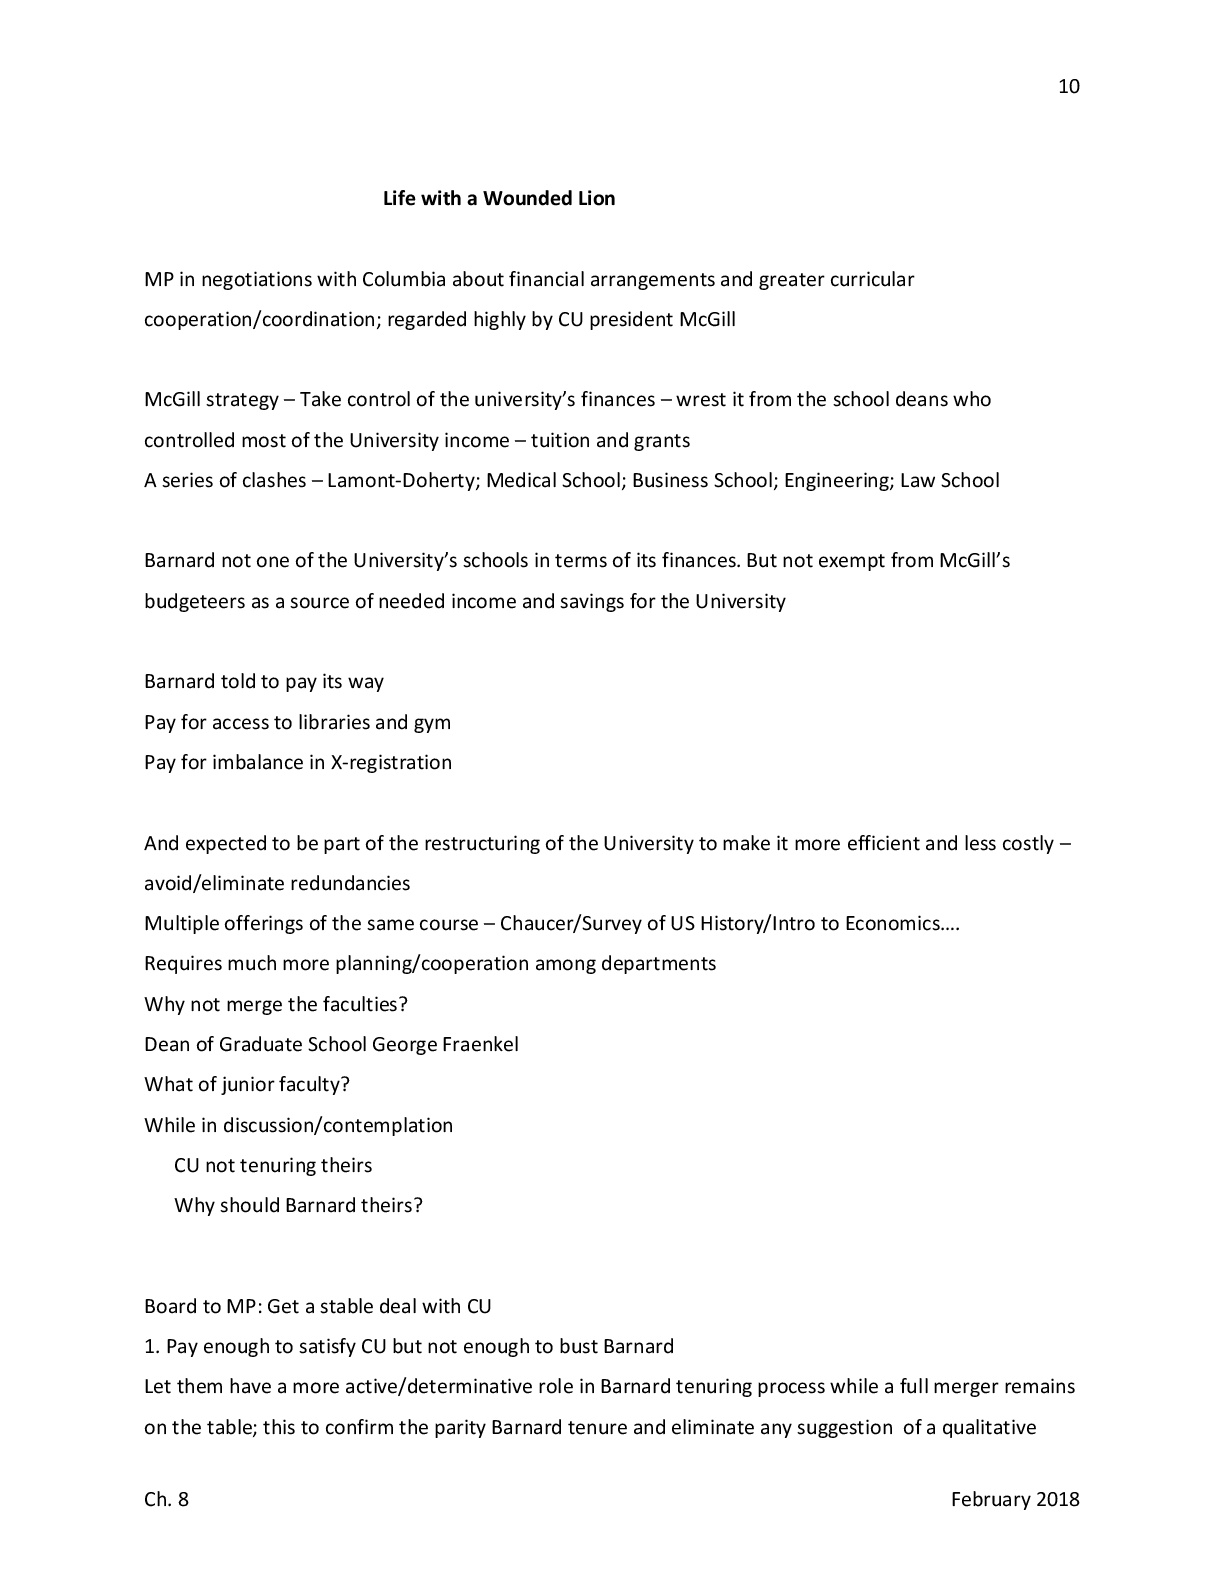 10
Life with a Wounded Lion
MP in negotiations with Columbia about financial arrangements and greater curricular
cooperation/coordination; regarded highly by CU president McGill
McGill strategy – Take control of the university’s finances – wrest it from the school deans who
controlled most of the University income – tuition and grants
A series of clashes – Lamont-Doherty; Medical School; Business School; Engineering; Law School
Barnard not one of the University’s schools in terms of its finances. But not exempt from McGill’s
budgeteers as a source of needed income and savings for the University
Barnard told to pay its way
Pay for access to libraries and gym
Pay for imbalance in X-registration
And expected to be part of the restructuring of the University to make it more efficient and less costly –
avoid/eliminate redundancies
Multiple offerings of the same course – Chaucer/Survey of US History/Intro to Economics….
Requires much more planning/cooperation among departments
Why not merge the faculties?
Dean of Graduate School George Fraenkel
What of junior faculty?
While in discussion/contemplation
CU not tenuring theirs
Why should Barnard theirs?
Board to MP: Get a stable deal with CU
1. Pay enough to satisfy CU but not enough to bust Barnard
Let them have a more active/determinative role in Barnard tenuring process while a full merger remains
on the table; this to confirm the parity Barnard tenure and eliminate any suggestion  of a qualitative
Ch. 8
February 2018